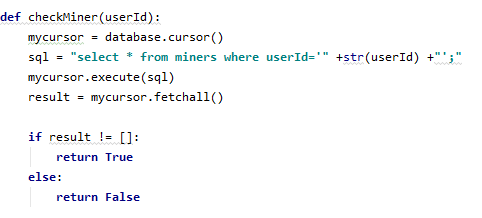 def checkMiner(userId):
    mycursor = database.cursor()
    sql = "select * from miners where userId='" +str(userId) +"';"
    mycursor.execute(sql)
    result = mycursor.fetchall()

    if result != []:
        return True
    else:
        return False